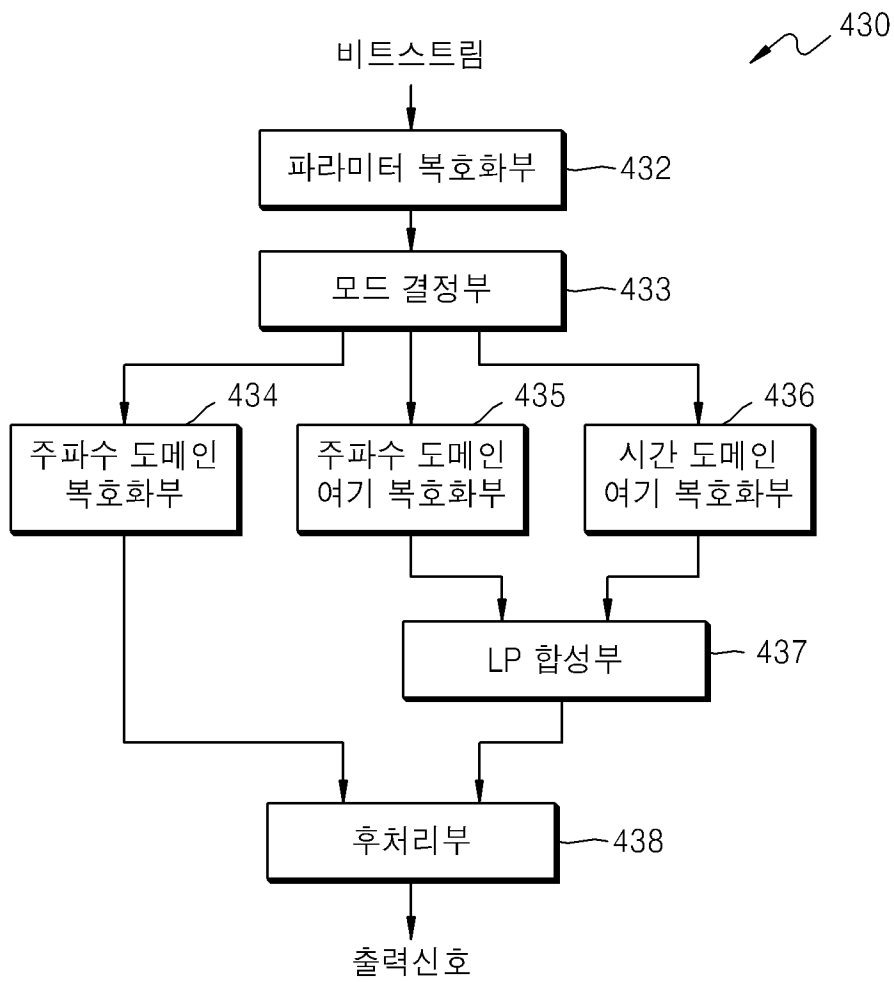 430
비트스트림
파라미터 복호화부
432
모드 결정부
433
434
435
436
주파수 도메인
복호화부
주파수 도메인
여기 복호화부
시간 도메인
여기 복호화부
LP 합성부
437
후처리부
438
출력신호